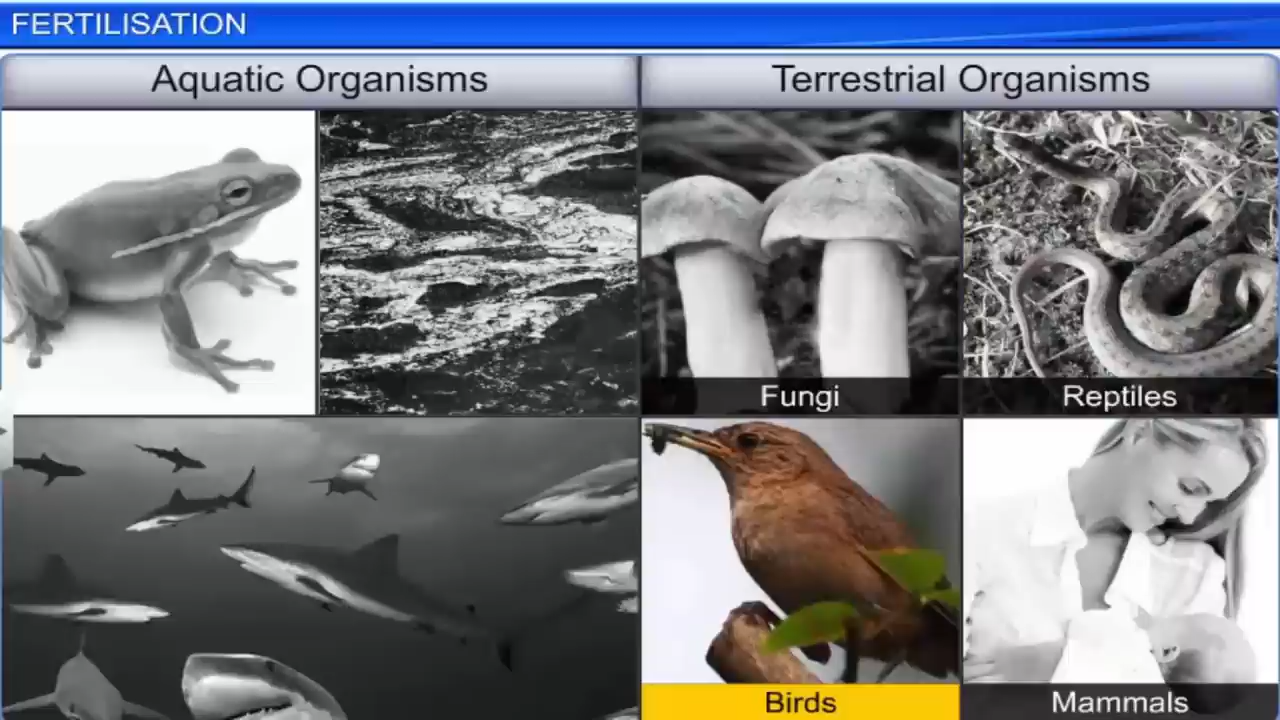 FERTILISATION
Aquatic Organisms
Terrestrial Organisms
Fungi
Reptiles
Birds
Mammals